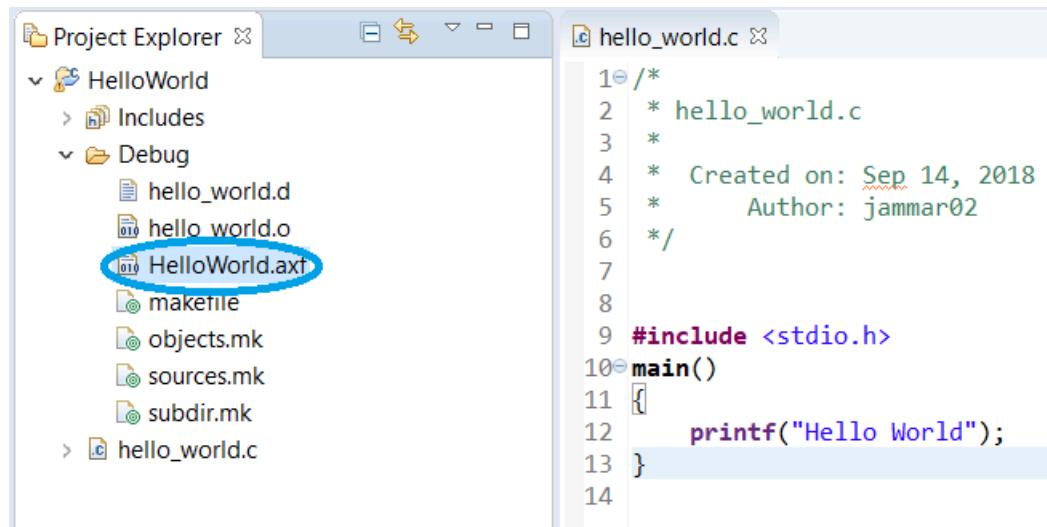 Project Explorer
HelloWorld
Includes
Debug
hello_world.d
hello_world.o
HelloWorld.axf
makefile
objects.mk
sources.mk
subdir.mk
hello_world.c
hello_world.c
1 /*
2  * hello_world.c
3  *
4  *  Created on: Sep 14, 2018
5  *      Author: jammar02
6  */
7
8
9 #include <stdio.h>
10 main()
11 {
12     printf("Hello World");
13 }
14